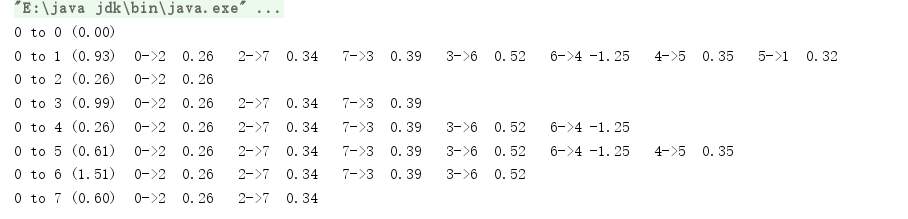 "E:\java jdk\bin\java.exe" ...
0 to 0 (0.00)
0 to 1 (0.93)  0->2  0.26   2->7  0.34   7->3  0.39   3->6  0.52   6->4 -1.25   4->5  0.35   5->1  0.32
0 to 2 (0.26)  0->2  0.26
0 to 3 (0.99)  0->2  0.26   2->7  0.34   7->3  0.39
0 to 4 (0.26)  0->2  0.26   2->7  0.34   7->3  0.39   3->6  0.52   6->4 -1.25
0 to 5 (0.61)  0->2  0.26   2->7  0.34   7->3  0.39   3->6  0.52   6->4 -1.25   4->5  0.35
0 to 6 (1.51)  0->2  0.26   2->7  0.34   7->3  0.39   3->6  0.52
0 to 7 (0.60)  0->2  0.26   2->7  0.34